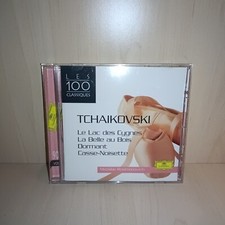 LES
100
CLASSIQUES
TCHAIKOVSKI
Le Lac des Cygnes
La Belle au Bois
Dormant
Casse-Noisette